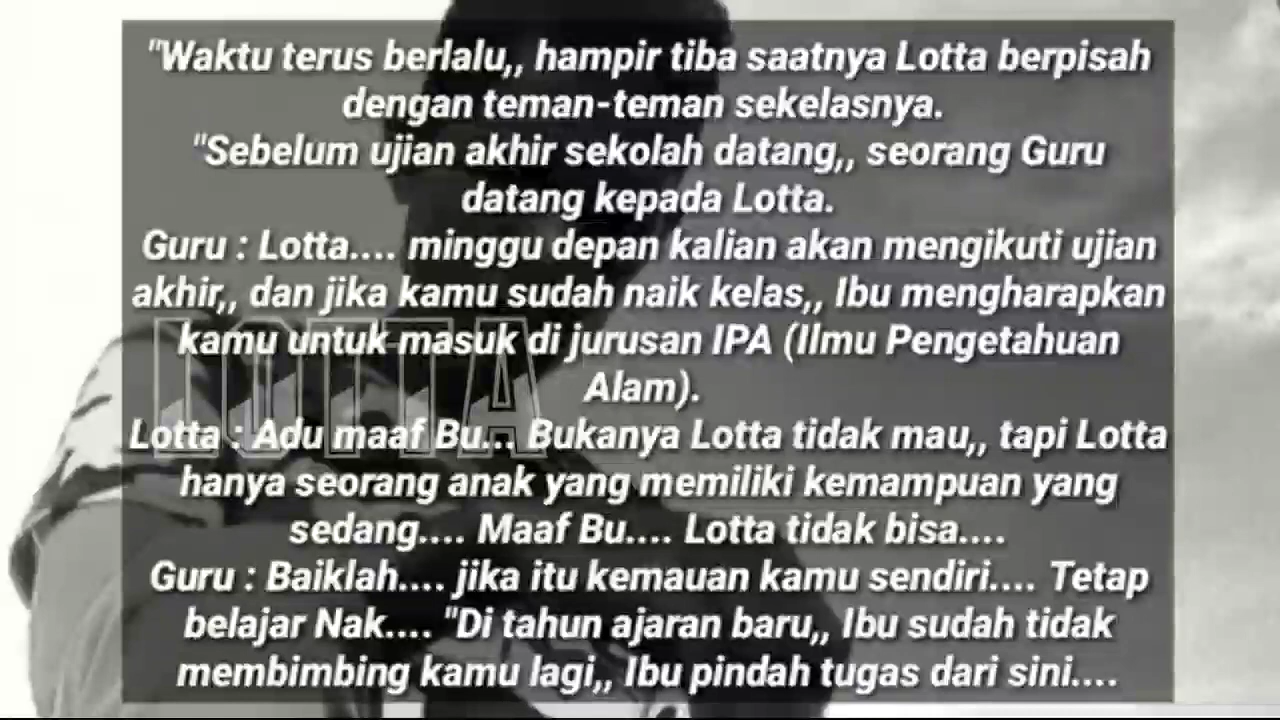 "Waktu terus berlalu,, hampir tiba saatnya Lotta berpisah
dengan teman-teman sekelasnya.
"Sebelum ujian akhir sekolah datang,, seorang Guru
datang kepada Lotta.
Guru : Lotta.... minggu depan kalian akan mengikuti ujian
akhir,, dan jika kamu sudah naik kelas,, Ibu mengharapkan
kamu untuk masuk di jurusan IPA (Ilmu Pengetahuan
Alam).
LOTTA
Lotta : Adu maaf Bu... Bukanya Lotta tidak mau,, tapi Lotta
hanya seorang anak yang memiliki kemampuan yang
sedang.... Maaf Bu.... Lotta tidak bisa....
Guru : Baiklah.... jika itu kemauan kamu sendiri.... Tetap
belajar Nak.... "Di tahun ajaran baru,, Ibu sudah tidak
membimbing kamu lagi,, Ibu pindah tugas dari sini....